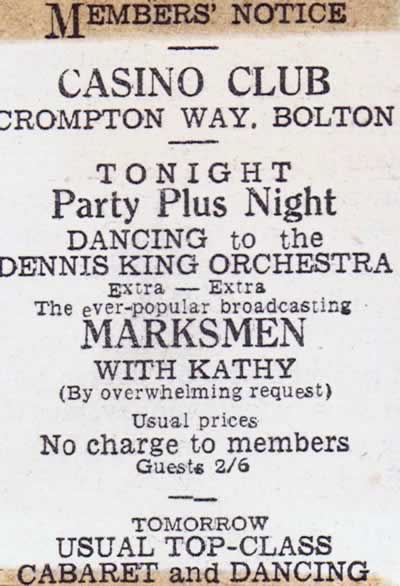 MEMBERS' NOTICE
CASINO CLUB
CROMPTON WAY, BOLTON
TONIGHT
Party Plus Night
DANCING to the
DENNIS KING ORCHESTRA
Extra — Extra
The ever-popular broadcasting
MARKSMEN
WITH KATHY
(By overwhelming request)
Usual prices
No charge to members
Guests 2/6
TOMORROW
USUAL TOP-CLASS
CABARET and DANCING